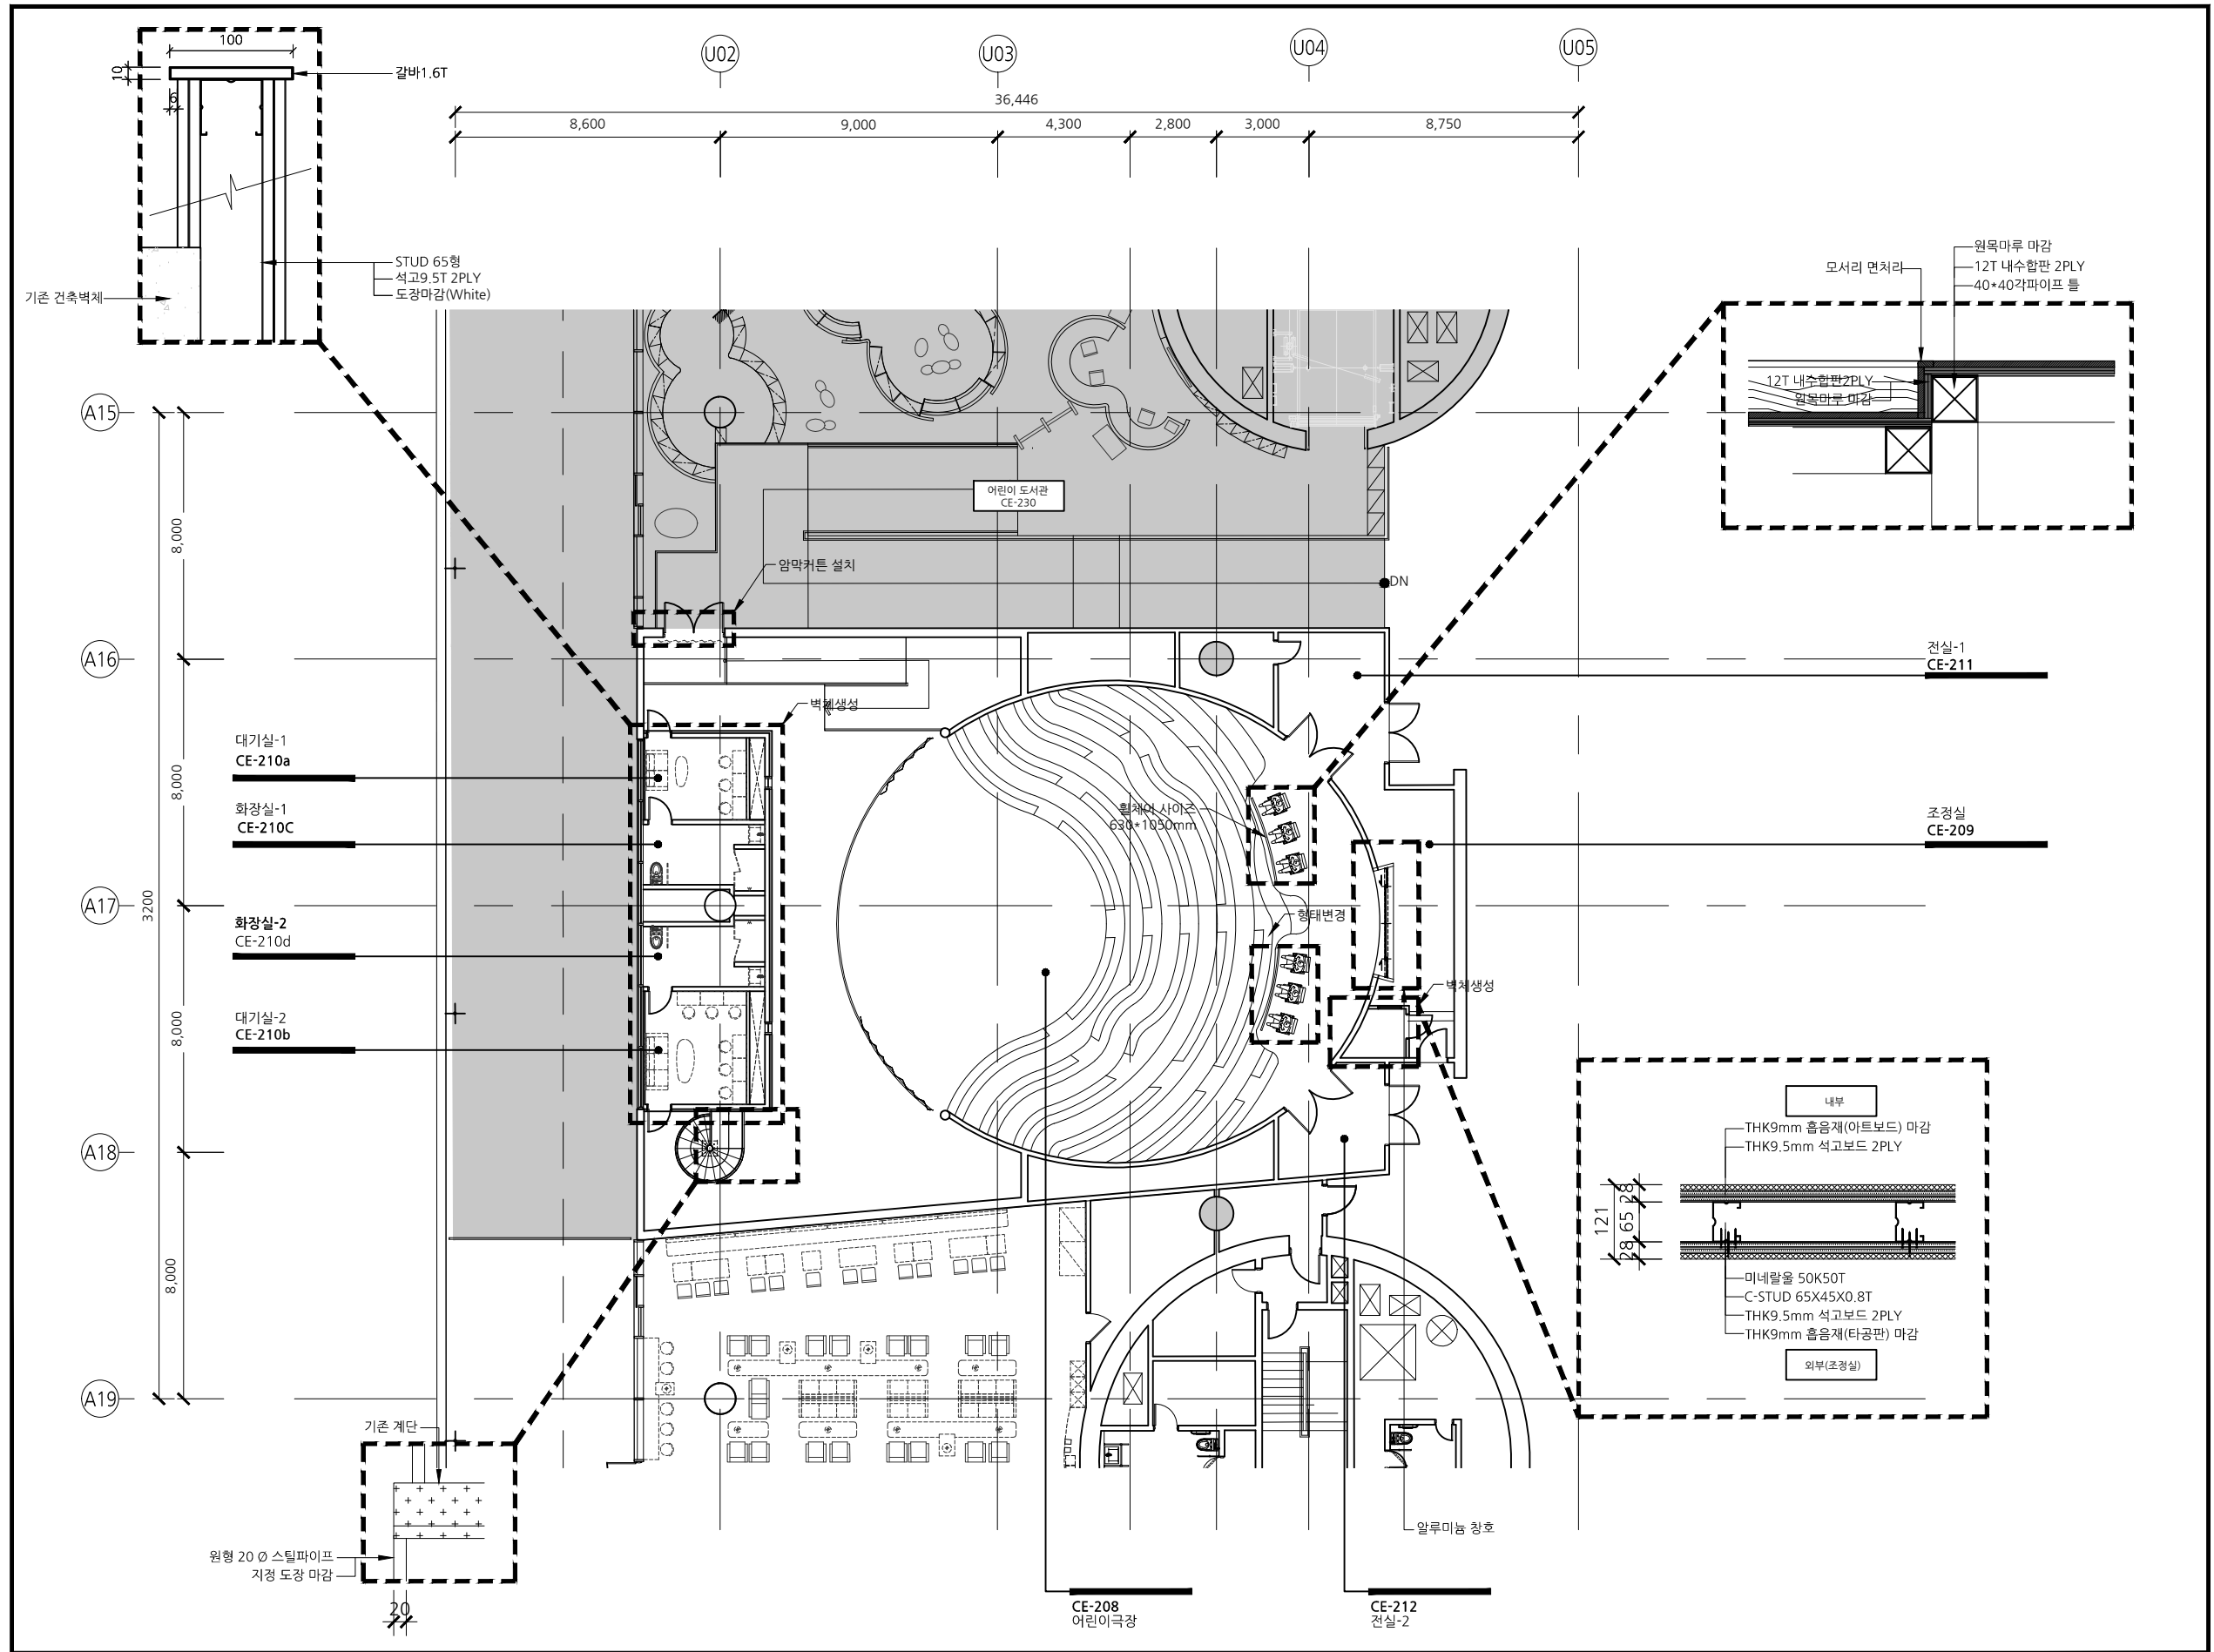 100
10
6
갈바1.6T
STUD 65형
석고9.5T 2PLY
도장마감(White)
기존 건축벽체
U02
U03
U04
U05
36,446
8,600
9,000
4,300
2,800
3,000
8,750
원목마루 마감
12T 내수합판 2PLY
40*40각파이프 틀
모서리 면처리
12T 내수합판2PLY
원목마루 마감
A15
A16
A17
A18
A19
8,000
8,000
8,000
8,000
3200
어린이 도서관
CE-230
암막커튼 설치
DN
전실-1
CE-211
벽체생성
대기실-1
CE-210a
화장실-1
CE-210C
화장실-2
CE-210d
대기실-2
CE-210b
휠체어 사이즈
630*1050mm
형태변경
조정실
CE-209
벽체생성
내부
THK9mm 흡음재(아트보드) 마감
THK9.5mm 석고보드 2PLY
28
65
28
121
미네랄울 50K50T
C-STUD 65X45X0.8T
THK9.5mm 석고보드 2PLY
THK9mm 흡음재(타공판) 마감
외부(조정실)
기존 계단
원형 20 Ø 스틸파이프
지정 도장 마감
20
알루미늄 창호
CE-208
어린이극장
CE-212
전실-2